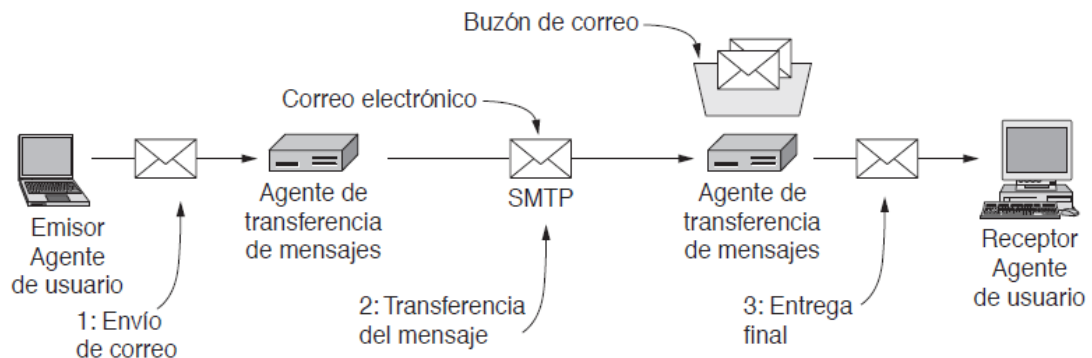 Buzón de correo
Correo electrónico
Emisor
Agente
de usuario
Agente de
transferencia
de mensajes
SMTP
Agente de
transferencia
de mensajes
Receptor
Agente
de usuario
1: Envío
de correo
2: Transferencia
del mensaje
3: Entrega
final